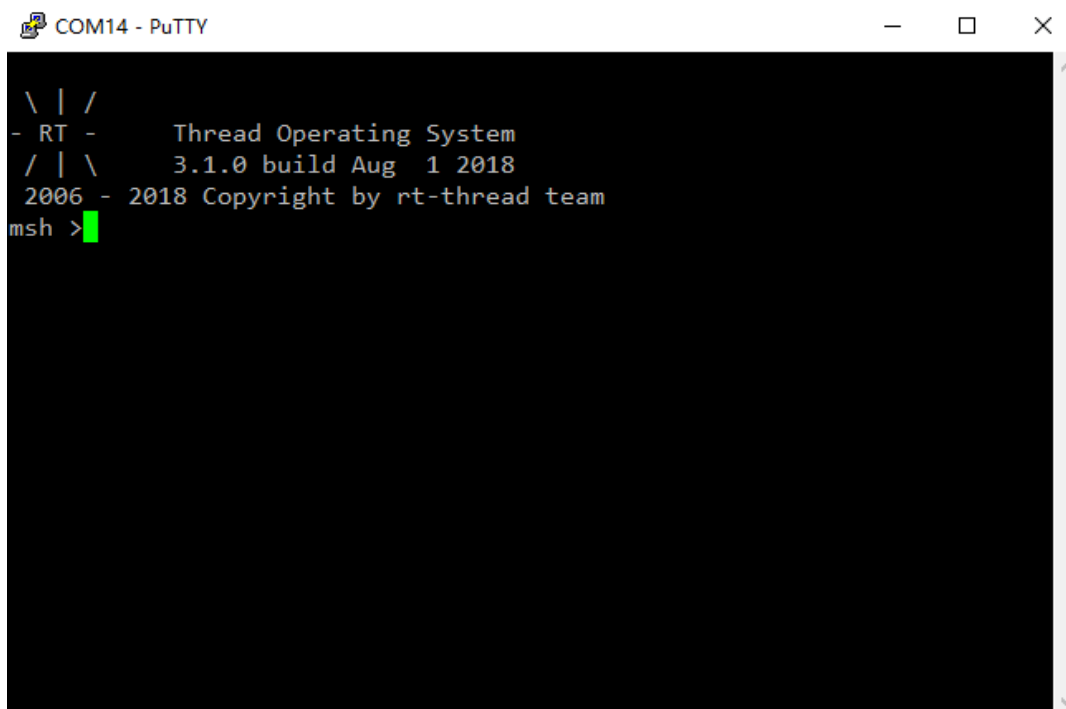 COM14 - PuTTY
\ | /
- RT -     Thread Operating System
/ | \     3.1.0 build Aug  1 2018
2006 - 2018 Copyright by rt-thread team
msh >